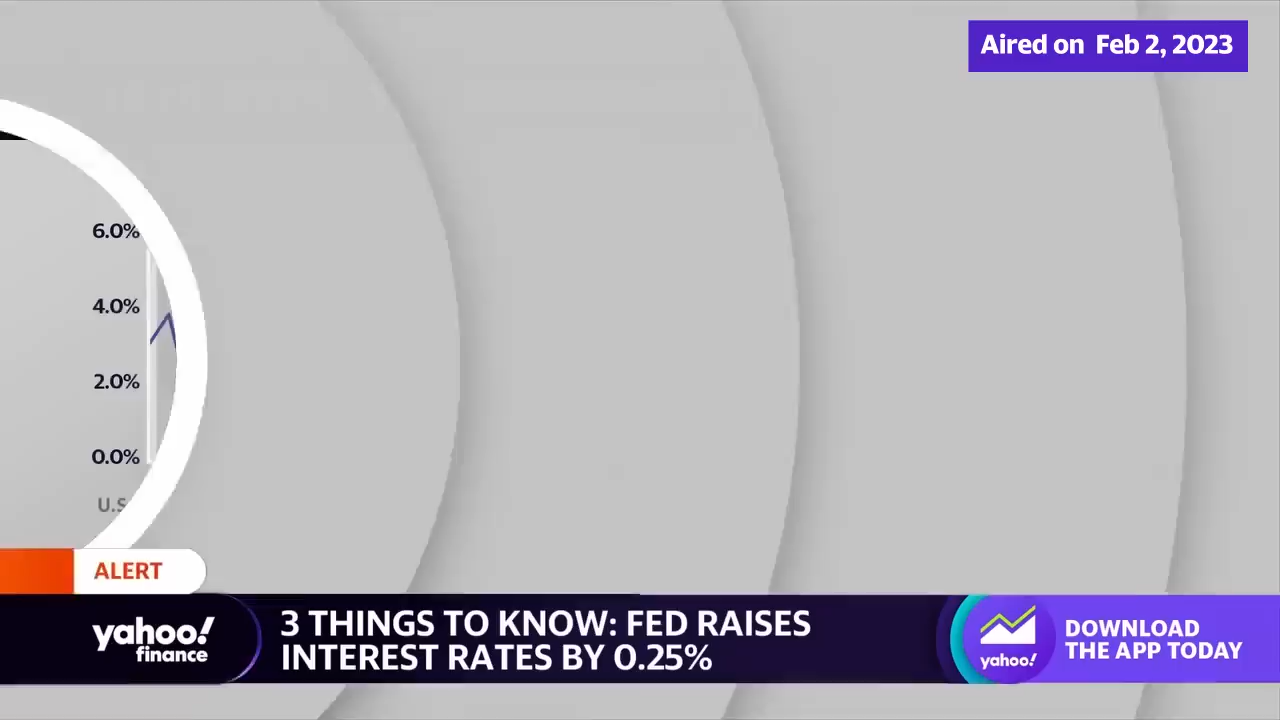 Aired on Feb 2, 2023
6.0%
4.0%
2.0%
0.0%
U.S
ALERT
yahoo!
finance
3 THINGS TO KNOW: FED RAISES
INTEREST RATES BY 0.25%
yahoo!
DOWNLOAD
THE APP TODAY